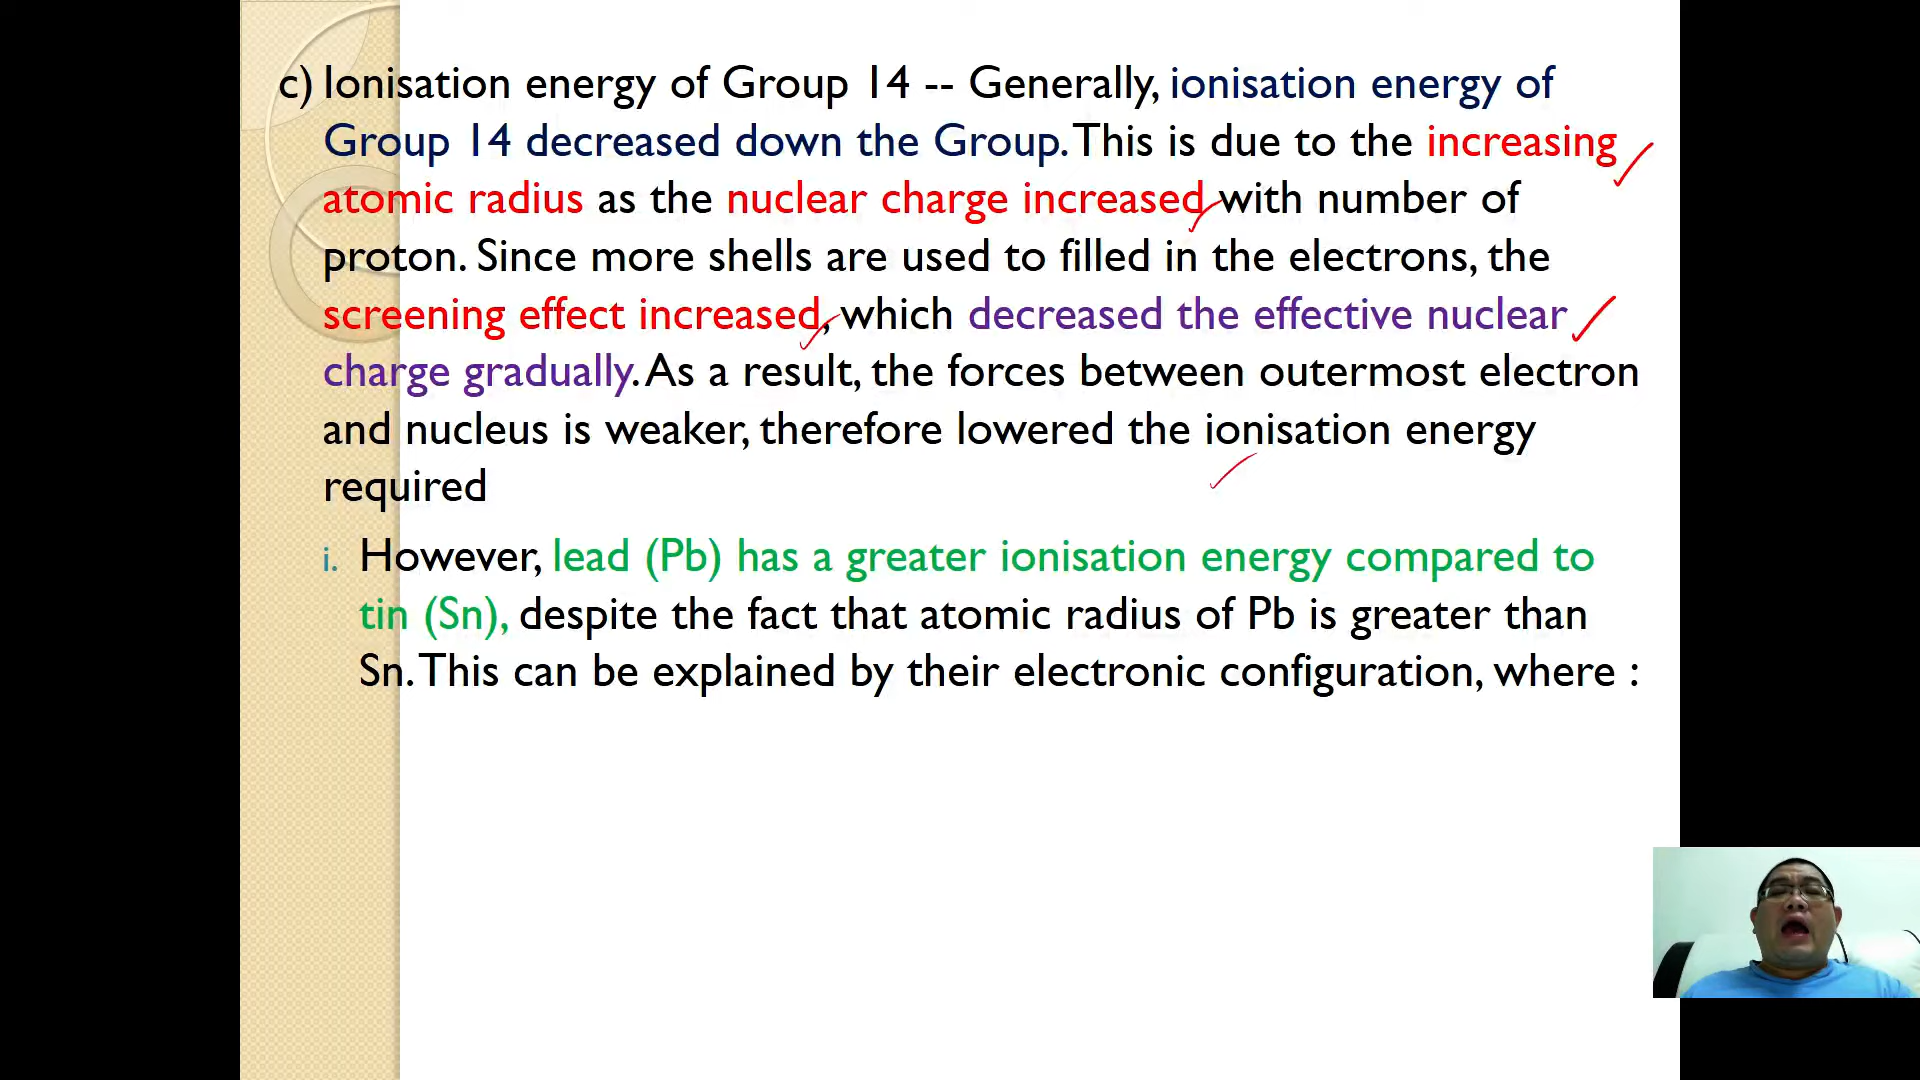 c) Ionisation energy of Group 14 -- Generally, ionisation energy of
Group 14 decreased down the Group. This is due to the increasing
atomic radius as the nuclear charge increased with number of
proton. Since more shells are used to filled in the electrons, the
screening effect increased, which decreased the effective nuclear
charge gradually. As a result, the forces between outermost electron
and nucleus is weaker, therefore lowered the ionisation energy
required
i. However, lead (Pb) has a greater ionisation energy compared to
tin (Sn), despite the fact that atomic radius of Pb is greater than
Sn. This can be explained by their electronic configuration, where :